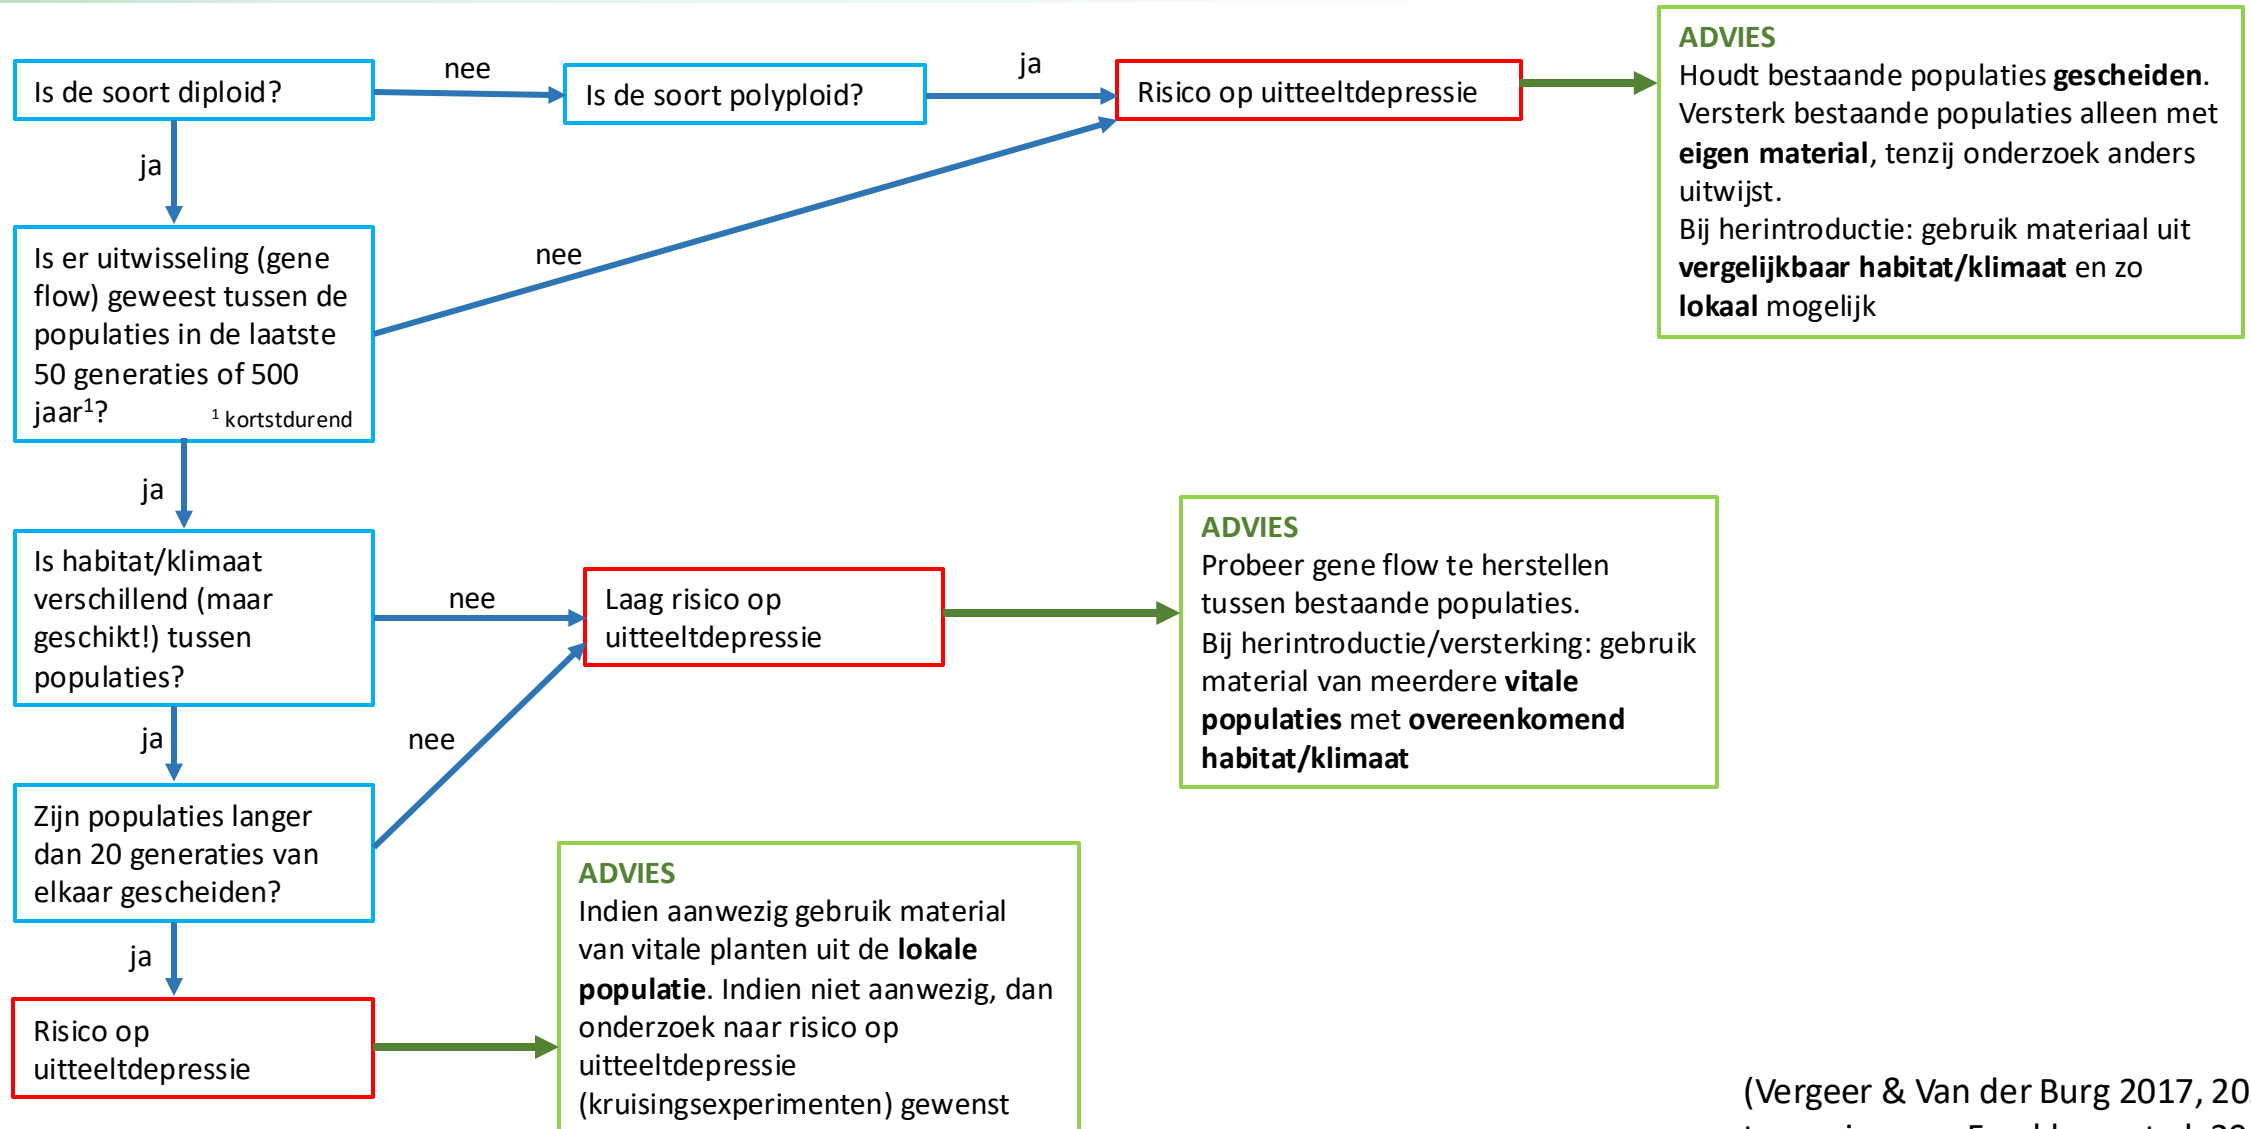 Is de soort diploid?
nee
Is de soort polyploid?
ja
Risico op uitteeltdepressie
ADVIES
Houdt bestaande populaties gescheiden.
Versterk bestaande populaties alleen met
eigen material, tenzij onderzoek anders
uitwijst.
Bij herintroductie: gebruik materiaal uit
vergelijkbaar habitat/klimaat en zo
lokaal mogelijk
ja
Is er uitwisseling (gene
flow) geweest tussen de
populaties in de laatste
50 generaties of 500
jaar¹?
¹ kortstdurend
nee
ja
Is habitat/klimaat
verschillend (maar
geschikt!) tussen
populaties?
nee
Laag risico op
uitteeltdepressie
ADVIES
Probeer gene flow te herstellen
tussen bestaande populaties.
Bij herintroductie/versterking: gebruik
material van meerdere vitale
populaties met overeenkomend
habitat/klimaat
ja
nee
Zijn populaties langer
dan 20 generaties van
elkaar gescheiden?
ja
Risico op
uitteeltdepressie
ADVIES
Indien aanwezig gebruik material
van vitale planten uit de lokale
populatie. Indien niet aanwezig, dan
onderzoek naar risico op
uitteeltdepressie
(kruisingsexperimenten) gewenst
(Vergeer & Van der Burg 2017,